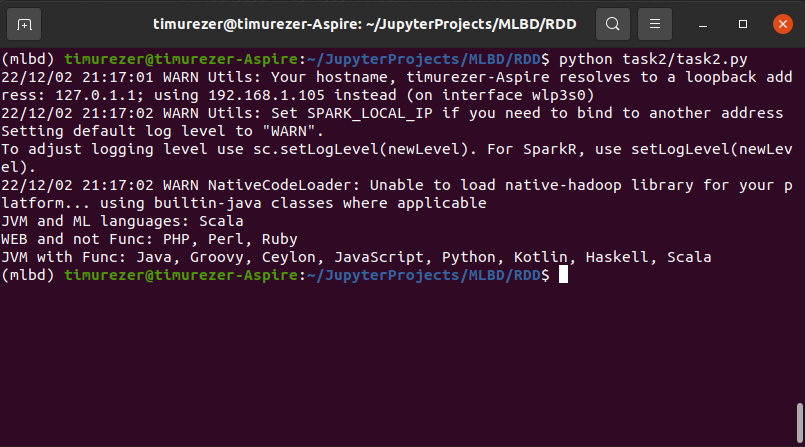 timurezer@timurezer-Aspire: ~/JupyterProjects/MLBD/RDD
(mlbd) timurezer@timurezer-Aspire:~/JupyterProjects/MLBD/RDD$ python task2/task2.py
22/12/02 21:17:01 WARN Utils: Your hostname, timurezer-Aspire resolves to a loopback add
ress: 127.0.1.1; using 192.168.1.105 instead (on interface wlp3s0)
22/12/02 21:17:02 WARN Utils: Set SPARK_LOCAL_IP if you need to bind to another address
Setting default log level to "WARN".
To adjust logging level use sc.setLogLevel(newLevel). For SparkR, use setLogLevel(newLev
el).
22/12/02 21:17:02 WARN NativeCodeLoader: Unable to load native-hadoop library for your p
latform... using builtin-java classes where applicable
JVM and ML languages: Scala
WEB and not Func: PHP, Perl, Ruby
JVM with Func: Java, Groovy, Ceylon, JavaScript, Python, Kotlin, Haskell, Scala
(mlbd) timurezer@timurezer-Aspire:~/JupyterProjects/MLBD/RDD$